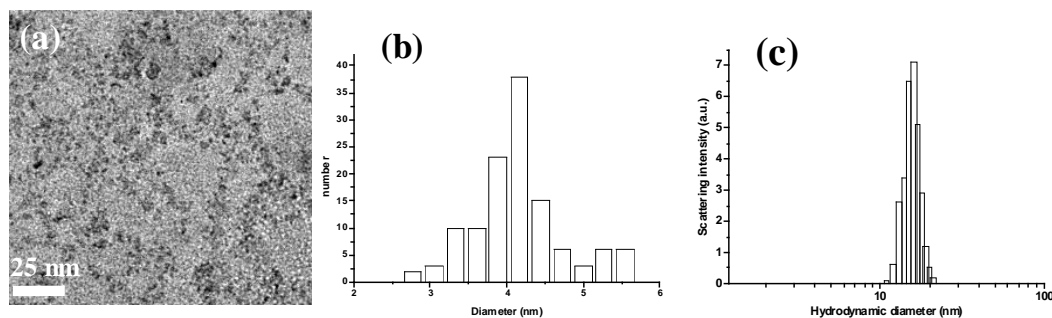 (a)
25 nm
(b)
number
40
35
30
25
20
15
10
5
0
2 3 4 5 6
Diameter (nm)
(c)
Scattering intensity (a.u.)
7
6
5
4
3
2
1
0
10 100
Hydrodynamic diameter (nm)